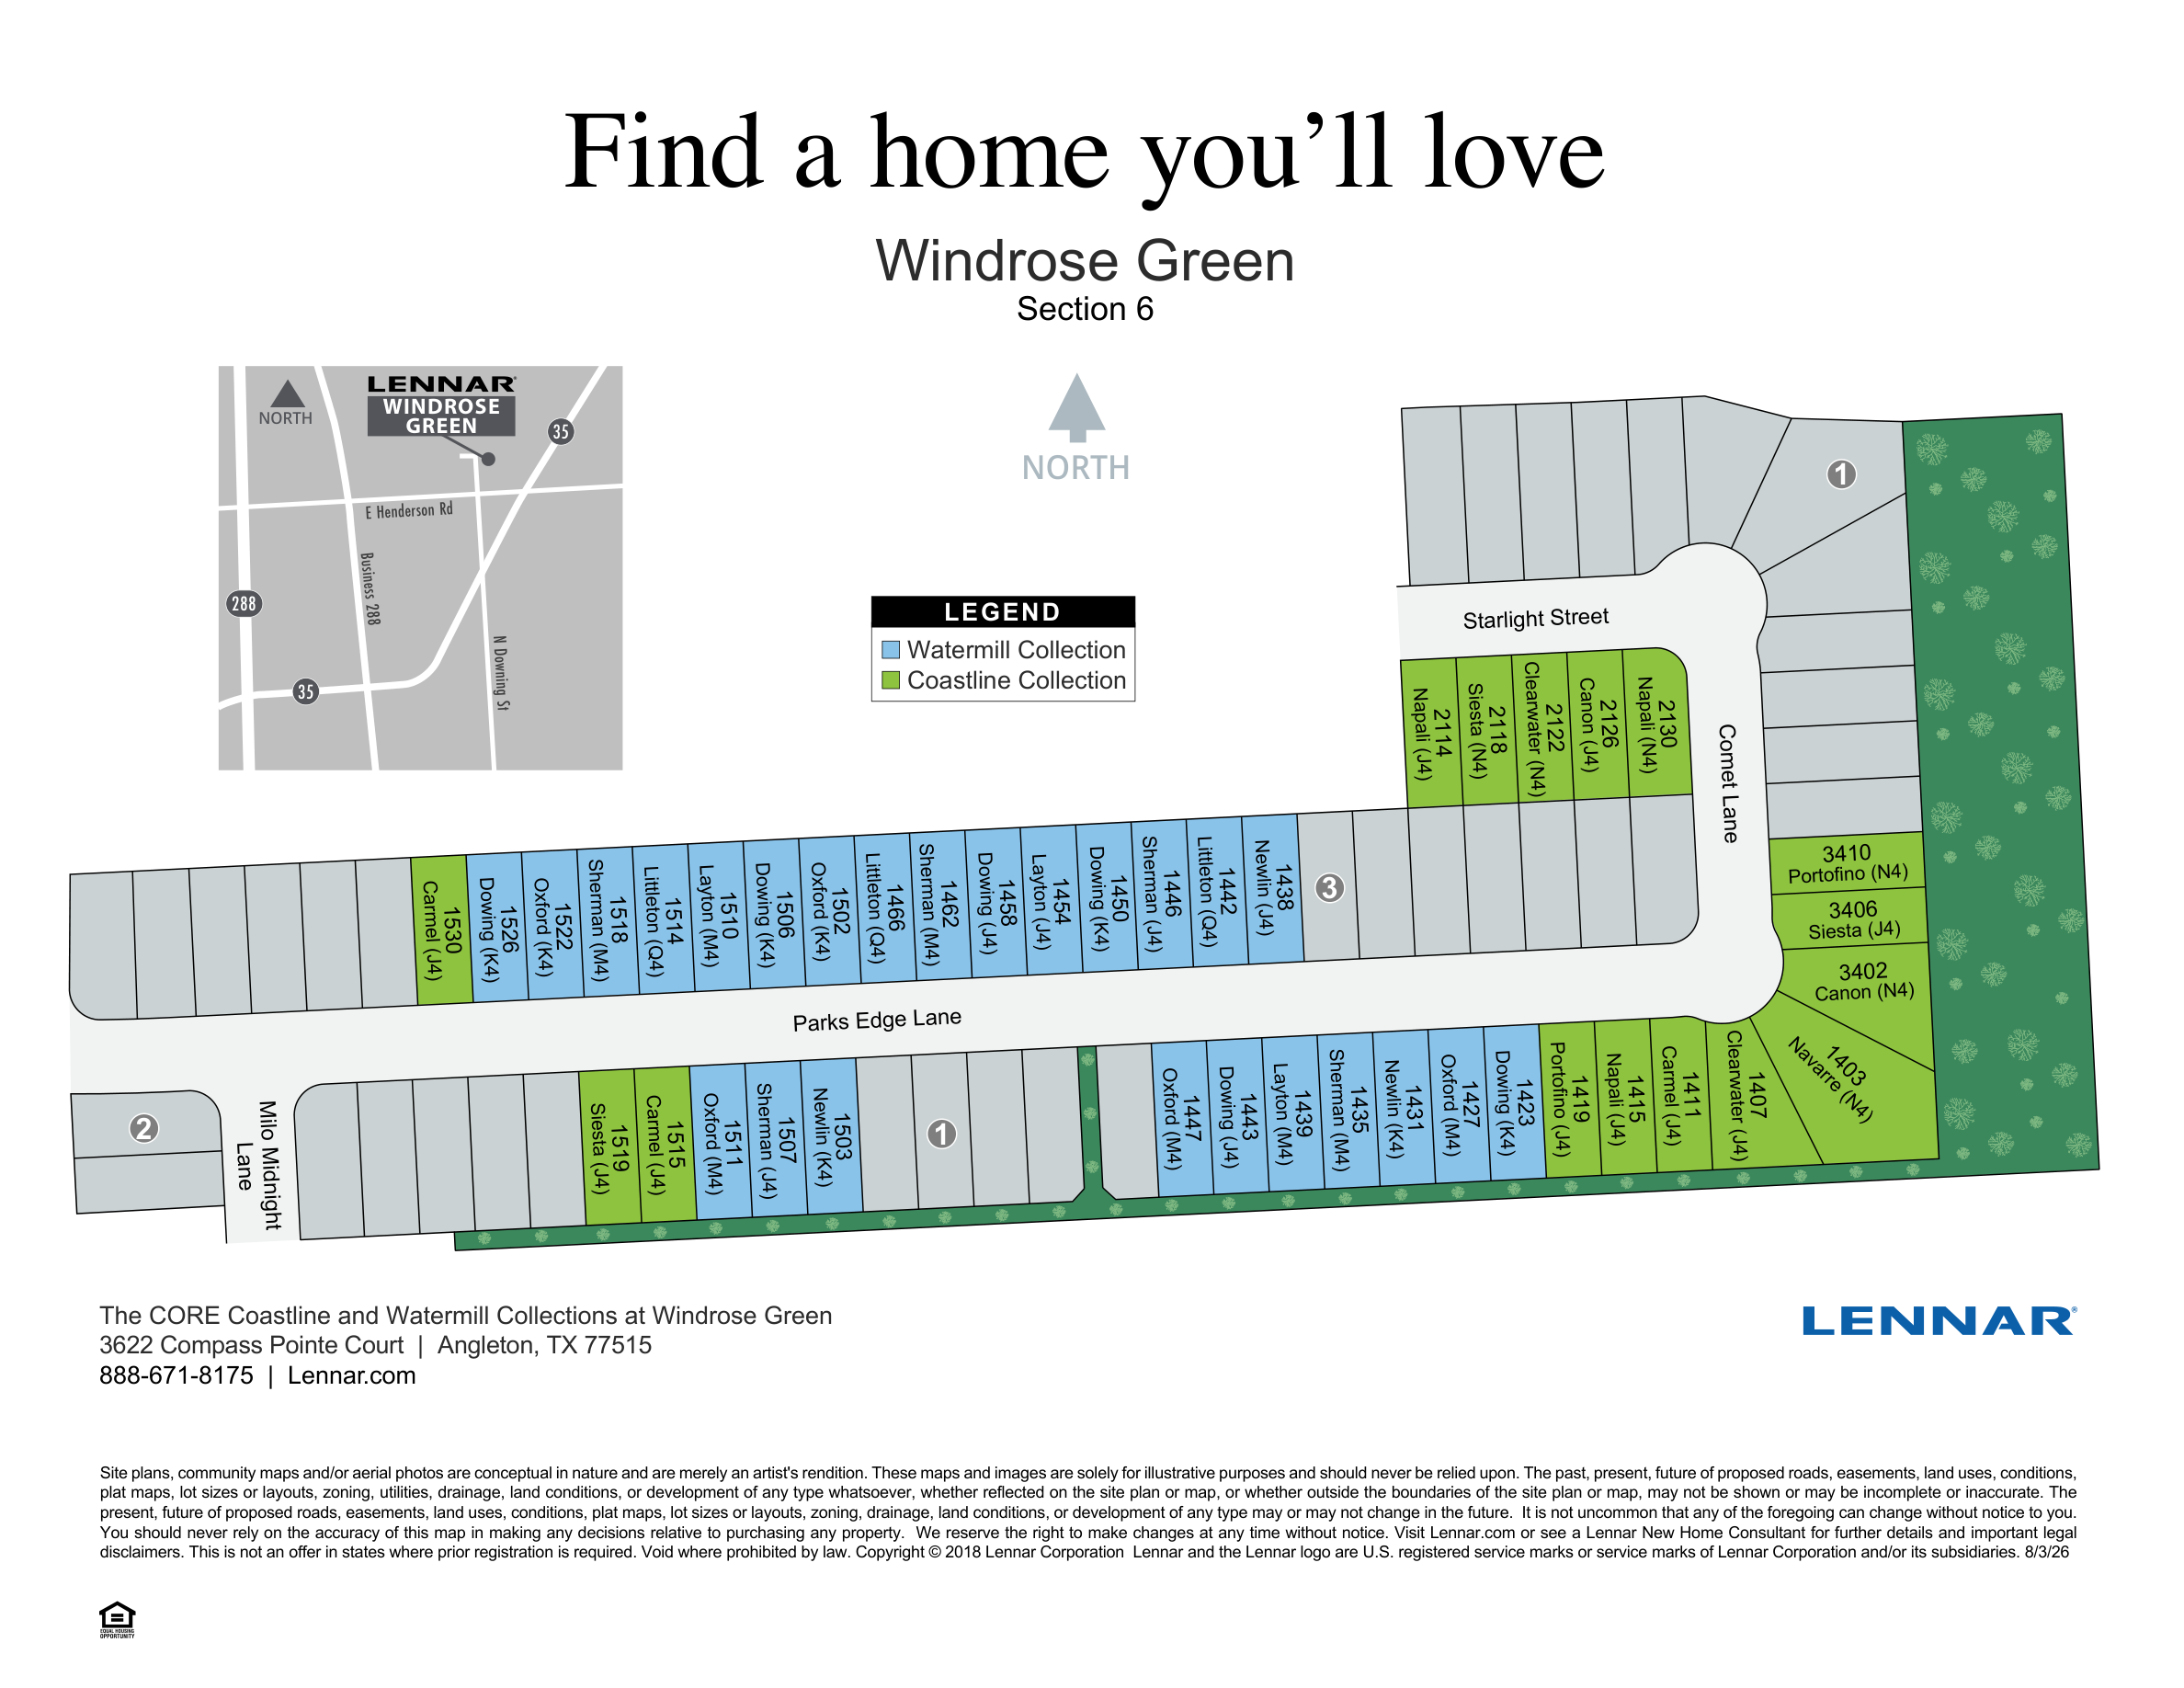 Find a home you’ll love
Windrose Green
Section 6
NORTH
LENNAR
WINDROSE
GREEN
35
E Henderson Rd
Business 288
288
N Downing St
35
NORTH
LEGEND
Watermill Collection
Coastline Collection
1
Starlight Street
2114
Napali (J4)
2118
Siesta (N4)
2122
Clearwater (N4)
2126
Canon (J4)
2130
Napali (N4)
Comet Lane
3410
Portofino (N4)
3406
Siesta (J4)
3402
Canon (N4)
1403
Navarre (N4)
1530
Carmel (J4)
1526
Dowing (K4)
1522
Oxford (K4)
1518
Sherman (M4)
1514
Littleton (Q4)
1510
Layton (M4)
1506
Dowing (K4)
1502
Oxford (K4)
1466
Littleton (Q4)
1462
Sherman (M4)
1458
Dowing (J4)
1454
Layton (J4)
1450
Dowing (K4)
1446
Sherman (J4)
1442
Littleton (Q4)
1438
Newlin (J4)
3
Parks Edge Lane
2
Milo Midnight
Lane
1519
Siesta (J4)
1515
Carmel (J4)
1511
Oxford (M4)
1507
Sherman (J4)
1503
Newlin (K4)
1
1447
Oxford (M4)
1443
Dowing (J4)
1439
Layton (M4)
1435
Sherman (M4)
1431
Newlin (K4)
1427
Oxford (M4)
1423
Dowing (K4)
1419
Portofino (J4)
1415
Napali (J4)
1411
Carmel (J4)
1407
Clearwater (J4)
The CORE Coastline and Watermill Collections at Windrose Green
3622 Compass Pointe Court | Angleton, TX 77515
888-671-8175 | Lennar.com
LENNAR®
Site plans, community maps and/or aerial photos are conceptual in nature and are merely an artist's rendition. These maps and images are solely for illustrative purposes and should never be relied upon. The past, present, future of proposed roads, easements, land uses, conditions,
plat maps, lot sizes or layouts, zoning, utilities, drainage, land conditions, or development of any type whatsoever, whether reflected on the site plan or map, or whether outside the boundaries of the site plan or map, may not be shown or may be incomplete or inaccurate. The
present, future of proposed roads, easements, land uses, conditions, plat maps, lot sizes or layouts, zoning, drainage, land conditions, or development of any type may or may not change in the future. It is not uncommon that any of the foregoing can change without notice to you.
You should never rely on the accuracy of this map in making any decisions relative to purchasing any property. We reserve the right to make changes at any time without notice. Visit Lennar.com or see a Lennar New Home Consultant for further details and important legal
disclaimers. This is not an offer in states where prior registration is required. Void where prohibited by law. Copyright © 2018 Lennar Corporation Lennar and the Lennar logo are U.S. registered service marks or service marks of Lennar Corporation and/or its subsidiaries. 8/3/26
EQUAL HOUSING
OPPORTUNITY